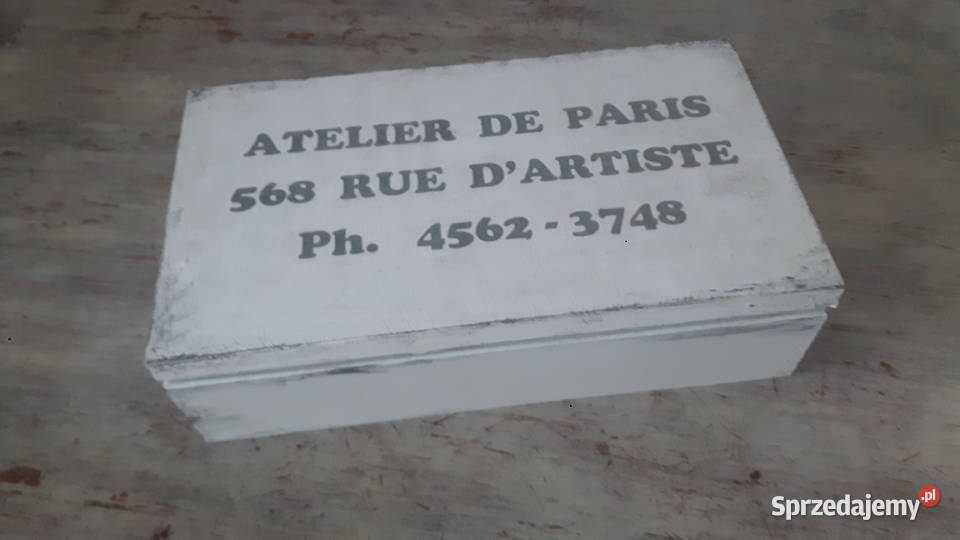 ATELIER DE PARIS
568 RUE D'ARTISTE
Ph. 4562-3748
Sprzedajemy.pl